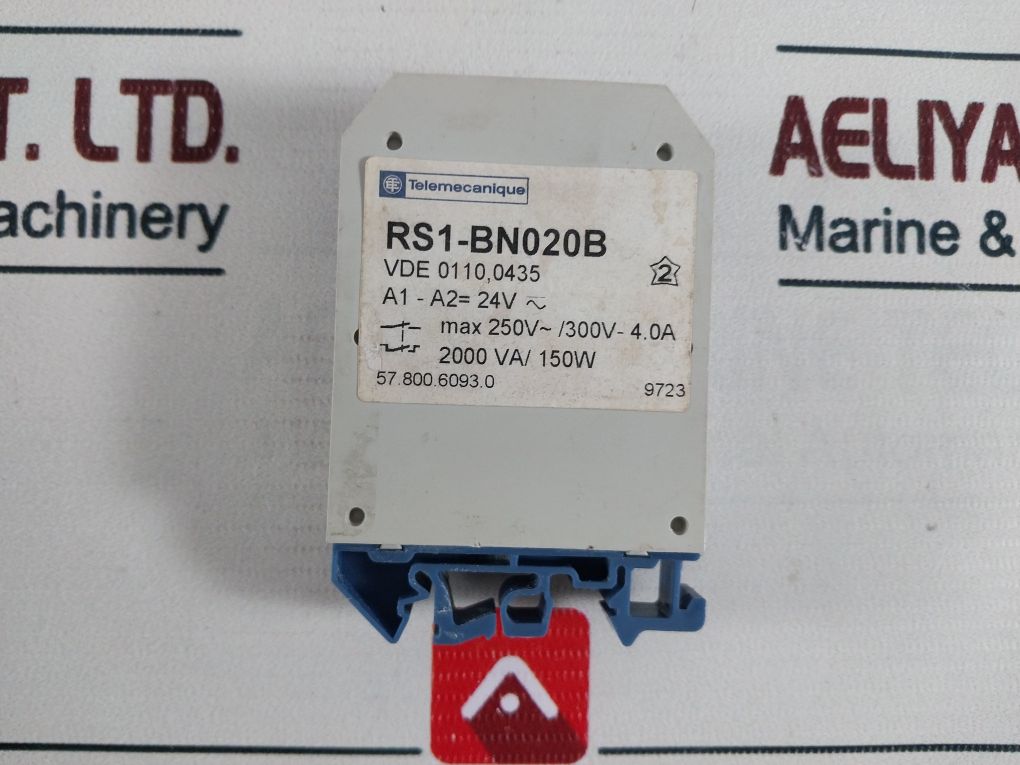 T. LTD.
achinery
AELIYA
Marine &
Telemecanique
RS1-BN020B
VDE 0110,0435
2
A1 - A2= 24V ⎓~
max 250V~ /300V- 4.0A
2000 VA/ 150W
57.800.6093.0
9723